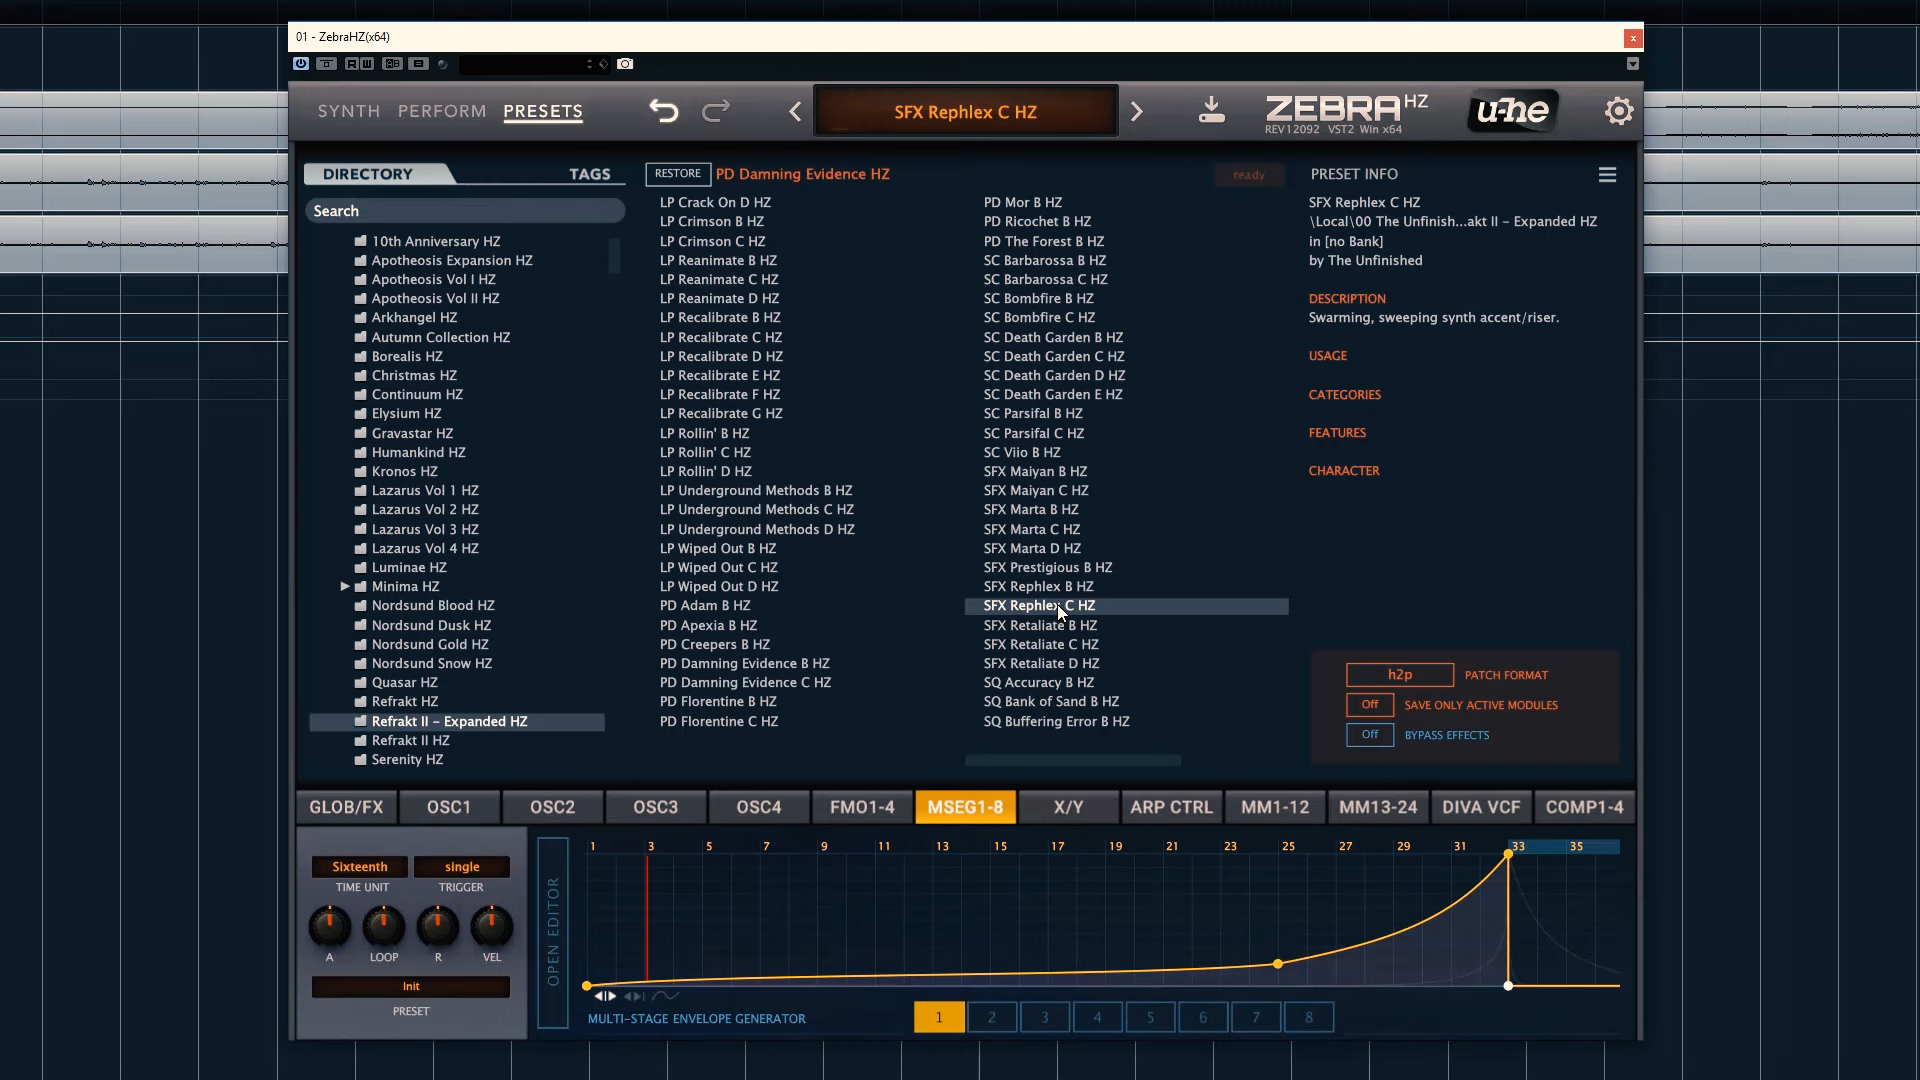 01 - ZebraHZ(x64)
x
R W
SYNTH PERFORM PRESETS
SFX Rephlex C HZ
ZEBRA HZ
REV12092 VST2 Win x64
u-he
DIRECTORY TAGS
RESTORE PD Damning Evidence HZ
ready
PRESET INFO
Search
10th Anniversary HZ
Apotheosis Expansion HZ
Apotheosis Vol I HZ
Apotheosis Vol II HZ
Arkhangel HZ
Autumn Collection HZ
Borealis HZ
Christmas HZ
Continuum HZ
Elysium HZ
Gravastar HZ
Humankind HZ
Kronos HZ
Lazarus Vol 1 HZ
Lazarus Vol 2 HZ
Lazarus Vol 3 HZ
Lazarus Vol 4 HZ
Luminae HZ
Minima HZ
Nordsund Blood HZ
Nordsund Dusk HZ
Nordsund Gold HZ
Nordsund Snow HZ
Quasar HZ
Refrakt HZ
Refrakt II – Expanded HZ
Refrakt II HZ
Serenity HZ
LP Crack On D HZ
LP Crimson B HZ
LP Crimson C HZ
LP Reanimate B HZ
LP Reanimate C HZ
LP Reanimate D HZ
LP Recalibrate B HZ
LP Recalibrate C HZ
LP Recalibrate D HZ
LP Recalibrate E HZ
LP Recalibrate F HZ
LP Recalibrate G HZ
LP Rollin' B HZ
LP Rollin' C HZ
LP Rollin' D HZ
LP Underground Methods B HZ
LP Underground Methods C HZ
LP Underground Methods D HZ
LP Wiped Out B HZ
LP Wiped Out C HZ
LP Wiped Out D HZ
PD Adam B HZ
PD Apexia B HZ
PD Creepers B HZ
PD Damning Evidence B HZ
PD Damning Evidence C HZ
PD Florentine B HZ
PD Florentine C HZ
PD Mor B HZ
PD Ricochet B HZ
PD The Forest B HZ
SC Barbarossa B HZ
SC Barbarossa C HZ
SC Bombfire B HZ
SC Bombfire C HZ
SC Death Garden B HZ
SC Death Garden C HZ
SC Death Garden D HZ
SC Death Garden E HZ
SC Parsifal B HZ
SC Parsifal C HZ
SC Viio B HZ
SFX Maiyan B HZ
SFX Maiyan C HZ
SFX Marta B HZ
SFX Marta C HZ
SFX Marta D HZ
SFX Prestigious B HZ
SFX Rephlex B HZ
SFX Rephlex C HZ
SFX Retaliate B HZ
SFX Retaliate C HZ
SFX Retaliate D HZ
SQ Accuracy B HZ
SQ Bank of Sand B HZ
SQ Buffering Error B HZ
SFX Rephlex C HZ
\Local\00 The Unfinish...akt II – Expanded HZ
in [no Bank]
by The Unfinished
DESCRIPTION
Swarming, sweeping synth accent/riser.
USAGE
CATEGORIES
FEATURES
CHARACTER
h2p PATCH FORMAT
Off SAVE ONLY ACTIVE MODULES
Off BYPASS EFFECTS
GLOB/FX OSC1 OSC2 OSC3 OSC4 FMO1-4 MSEG1-8 X/Y ARP CTRL MM1-12 MM13-24 DIVA VCF COMP1-4
Sixteenth single
TIME UNIT TRIGGER
A LOOP R VEL
Init
PRESET
OPEN EDITOR
1 3 5 7 9 11 13 15 17 19 21 23 25 27 29 31 33 35
MULTI-STAGE ENVELOPE GENERATOR
1 2 3 4 5 6 7 8